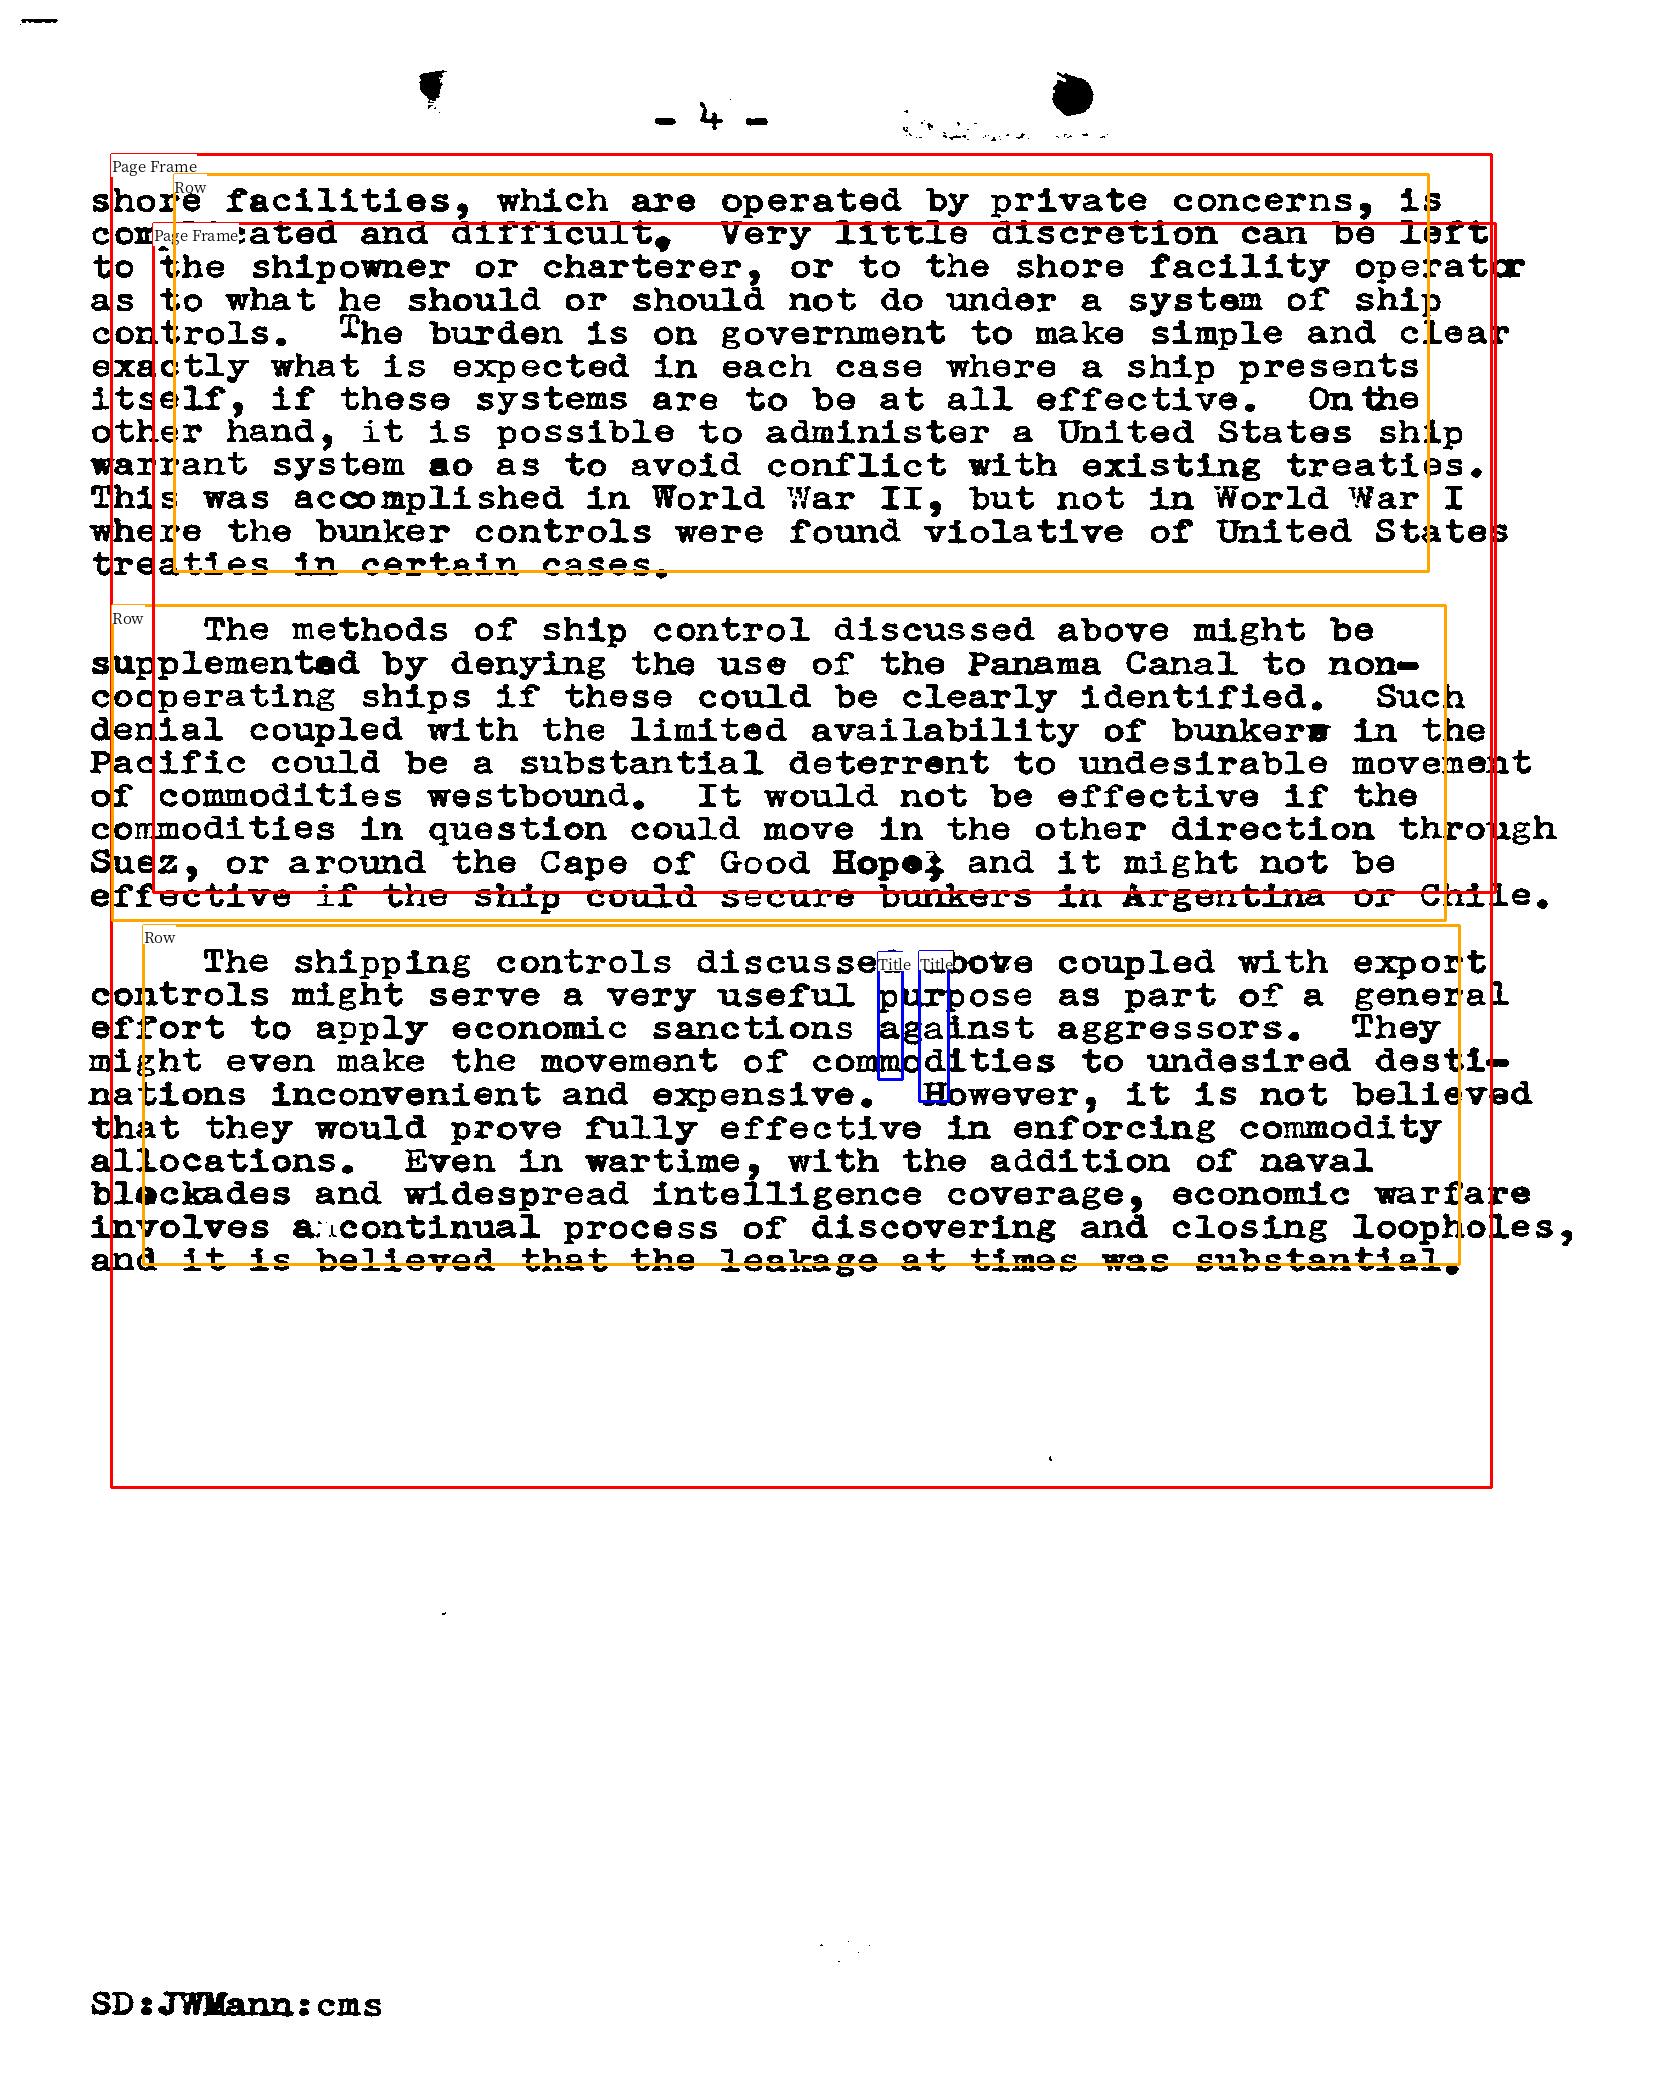 - 4 -
Page Frame
Row
shore facilities, which are operated by private concerns, is
Page Frame
and difficult. Very little discretion can be left
to the shipowner or charterer, or to the shore facility operator
as to what he should or should not do under a system of ship
controls. The burden is on government to make simple and clear
exactly what is expected in each case where a ship presents
itself, if these systems are to be at all effective. On the
other hand, it is possible to administer a United States ship
warrant system so as to avoid conflict with existing treaties.
This was accomplished in World War II, but not in World War I
where the bunker controls were found violative of United States
treaties in certain cases.
Row
The methods of ship control discussed above might be
supplemented by denying the use of the Panama Canal to non-
cooperating ships if these could be clearly identified. Such
denial coupled with the limited availability of bunkers in the
Pacific could be a substantial deterrent to undesirable movement
of commodities westbound. It would not be effective if the
commodities in question could move in the other direction through
Suez, or around the Cape of Good Hope; and it might not be
effective if the ship could secure bunkers in Argentina or Chile.
Row
The shipping controls discussed above coupled with export
Title Title
controls might serve a very useful purpose as part of a general
effort to apply economic sanctions against aggressors. They
might even make the movement of commodities to undesired desti-
nations inconvenient and expensive. However, it is not believed
that they would prove fully effective in enforcing commodity
allocations. Even in wartime, with the addition of naval
blockades and widespread intelligence coverage, economic warfare
involves a continual process of discovering and closing loopholes,
and it is believed that the leakage at times was substantial.
SD:JWMann:cms